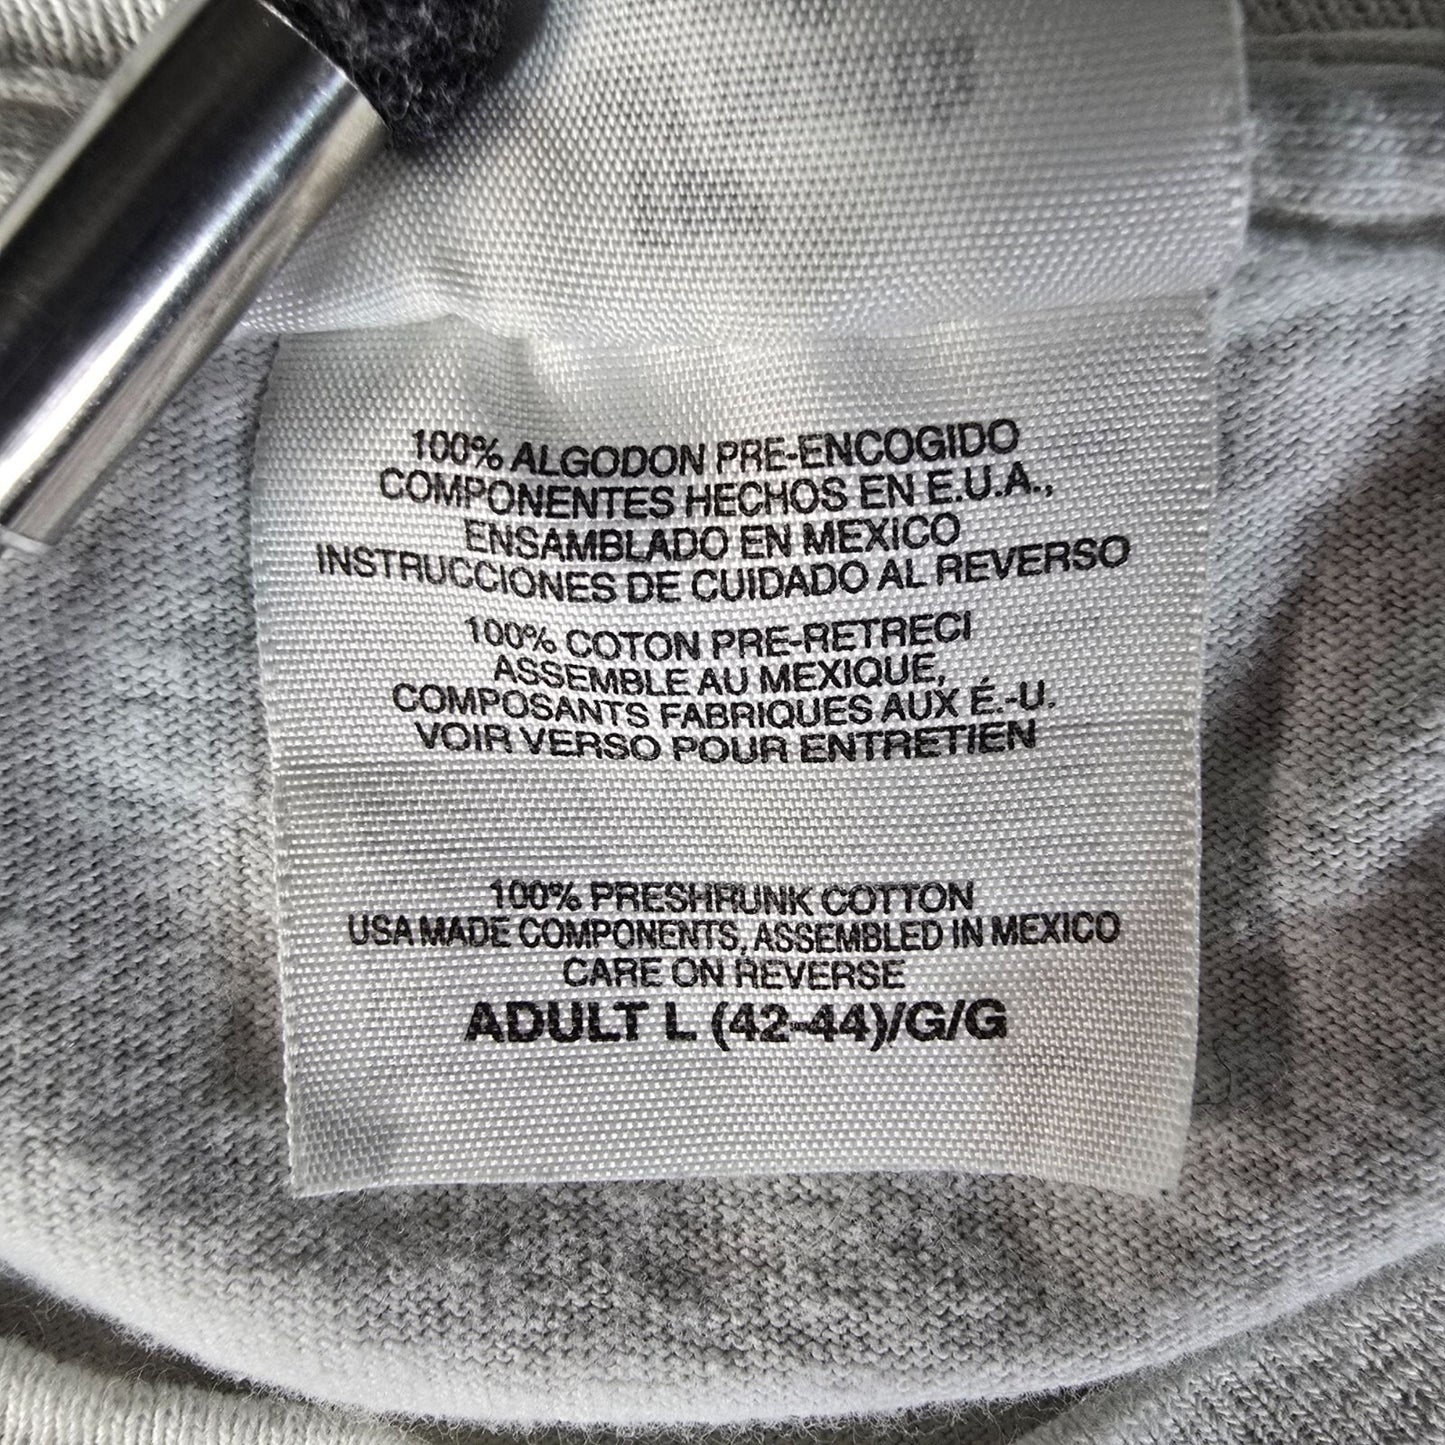 100% ALGODON PRE-ENCOGIDO
COMPONENTES HECHOS EN E.U.A.,
ENSAMBLADO EN MEXICO
INSTRUCCIONES DE CUIDADO AL REVERSO
100% COTON PRE-RETRECI
ASSEMBLE AU MEXIQUE,
COMPOSANTS FABRIQUES AUX É.-U.
VOIR VERSO POUR ENTRETIEN
100% PRESHRUNK COTTON
USA MADE COMPONENTS, ASSEMBLED IN MEXICO
CARE ON REVERSE
ADULT L (42-44)/G/G